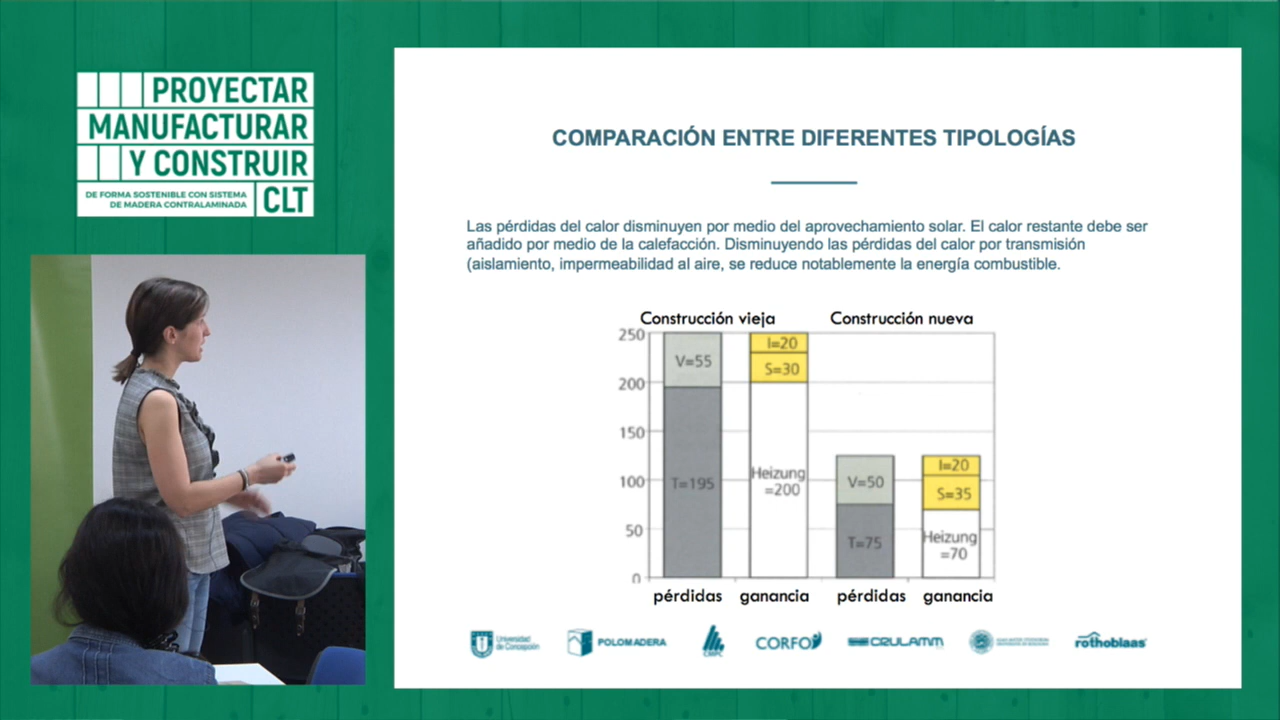 PROYECTAR
MANUFACTURAR
Y CONSTRUIR
DE FORMA SOSTENIBLE CON SISTEMA
DE MADERA CONTRALAMINADA
CLT
COMPARACIÓN ENTRE DIFERENTES TIPOLOGÍAS
Las pérdidas del calor disminuyen por medio del aprovechamiento solar. El calor restante debe ser
añadido por medio de la calefacción. Disminuyendo las pérdidas del calor por transmisión
(aislamiento, impermeabilidad al aire, se reduce notablemente la energía combustible.
Construcción vieja
Construcción nueva
250
200
150
100
50
0
V=55
T=195
I=20
S=30
Heizung
=200
V=50
T=75
I=20
S=35
Heizung
=70
pérdidas
ganancia
pérdidas
ganancia
Universidad
de Concepción
POLOMADERA
CORFO
CRULAMM
rothoblaas